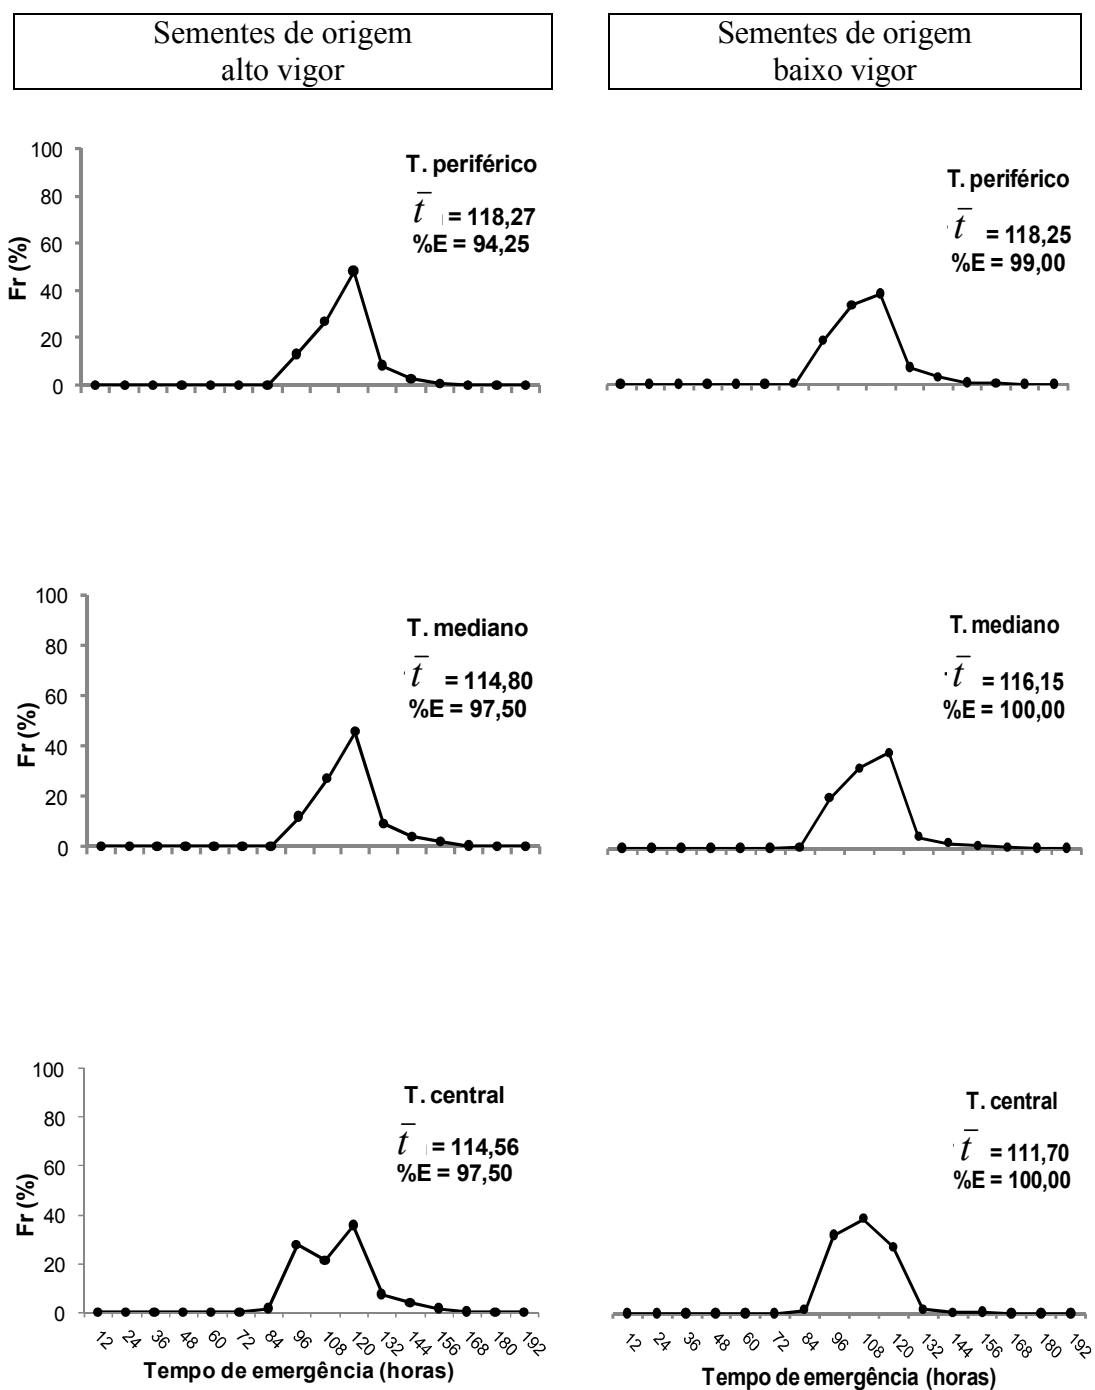 Sementes de origem
alto vigor
Sementes de origem
baixo vigor
100
80
60
40
20
0
Fr (%)
T. periférico
t̅ = 118,27
%E = 94,25
T. periférico
t̅ = 118,25
%E = 99,00
100
80
60
40
20
0
Fr (%)
T. mediano
t̅ = 114,80
%E = 97,50
T. mediano
t̅ = 116,15
%E = 100,00
100
80
60
40
20
0
Fr (%)
T. central
t̅ = 114,56
%E = 97,50
12 24 36 48 60 72 84 96 108 120 132 144 156 168 180 192
Tempo de emergência (horas)
T. central
t̅ = 111,70
%E = 100,00
12 24 36 48 60 72 84 96 108 120 132 144 156 168 180 192
Tempo de emergência (horas)